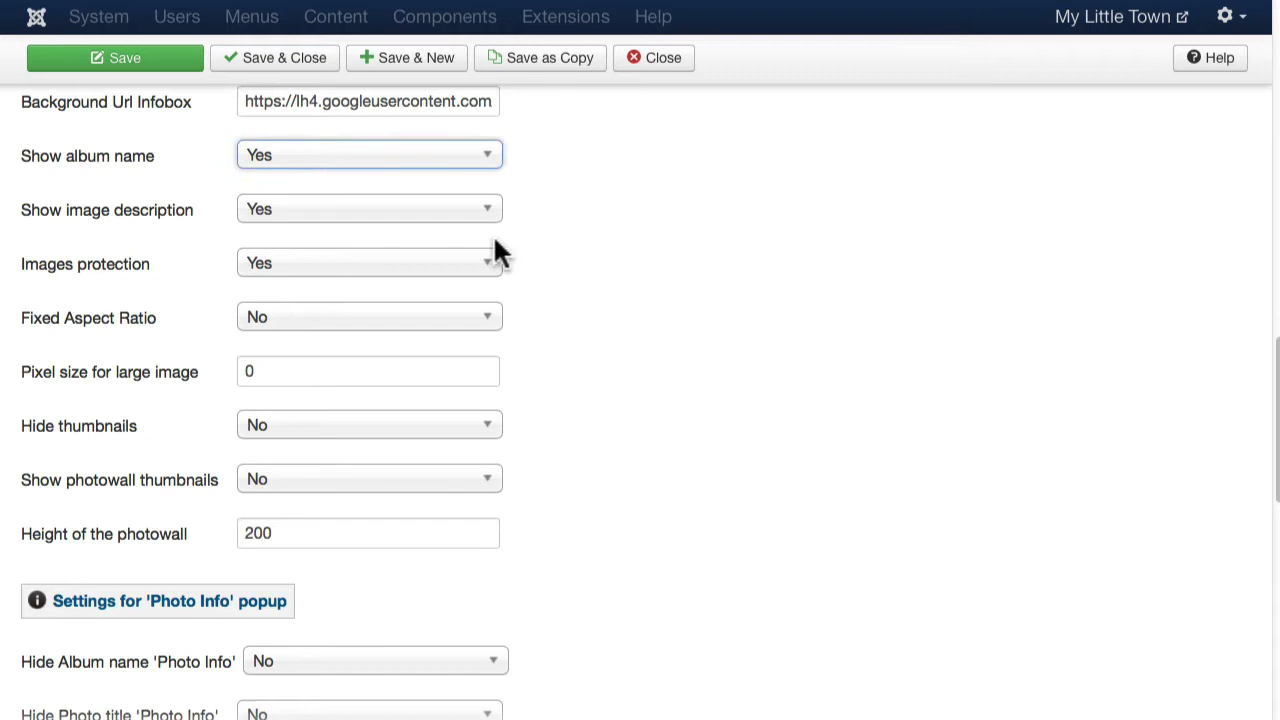 System Users Menus Content Components Extensions Help My Little Town
Save Save & Close Save & New Save as Copy Close Help
Background Url Infobox https://lh4.googleusercontent.com
Show album name Yes
Show image description Yes
Images protection Yes
Fixed Aspect Ratio No
Pixel size for large image 0
Hide thumbnails No
Show photowall thumbnails No
Height of the photowall 200
Settings for 'Photo Info' popup
Hide Album name 'Photo Info' No
Hide Photo title 'Photo Info' No